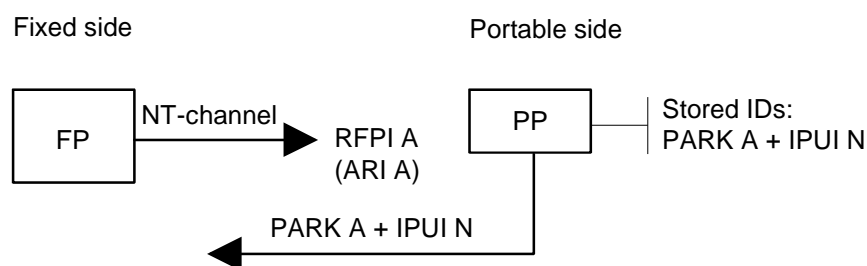 Fixed side
Portable side
FP
NT-channel
RFPI A
(ARI A)
PP
Stored IDs:
PARK A + IPUI N
PARK A + IPUI N